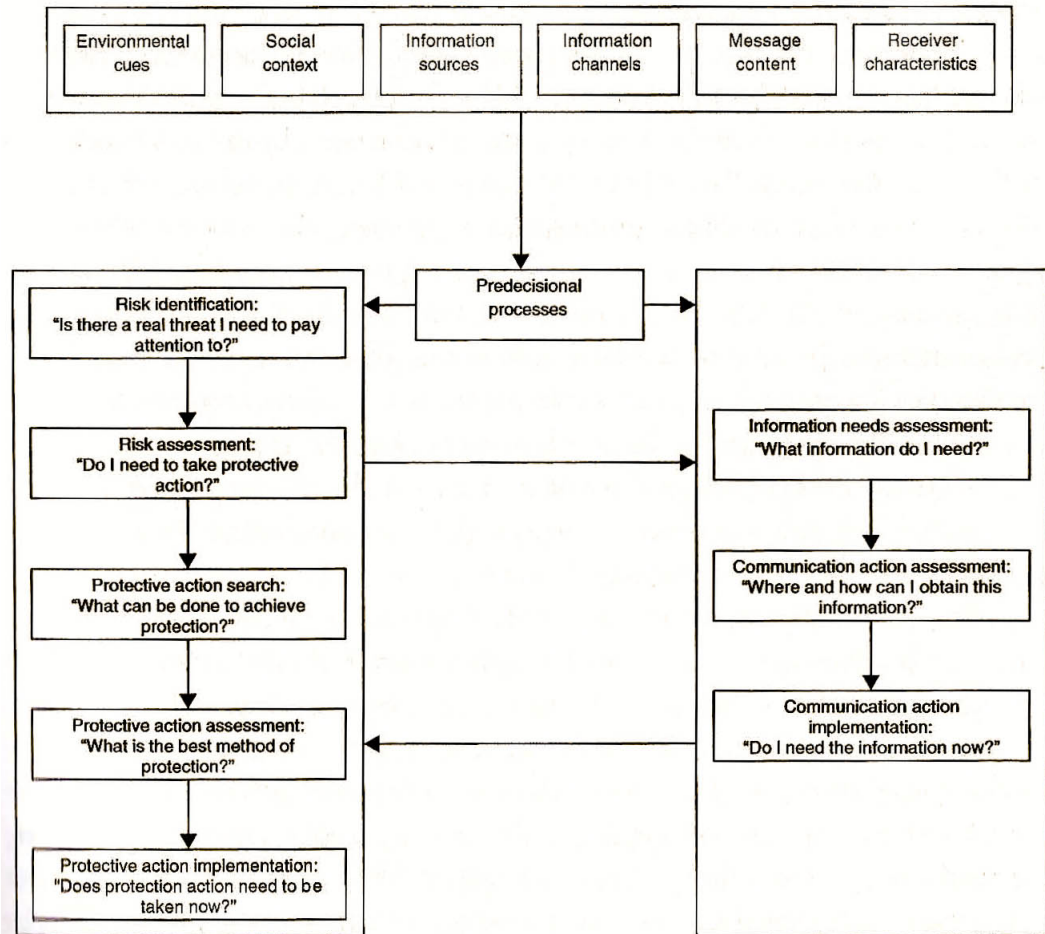 Environmental
cues
Social
context
Information
sources
Information
channels
Message
content
Receiver
characteristics
Predecisional
processes
Risk identification:
“Is there a real threat I need to pay
attention to?”
Risk assessment:
“Do I need to take protective
action?”
Protective action search:
“What can be done to achieve
protection?”
Protective action assessment:
“What is the best method of
protection?”
Protective action implementation:
“Does protection action need to be
taken now?”
Information needs assessment:
“What information do I need?”
Communication action assessment:
“Where and how can I obtain this
information?”
Communication action
implementation:
“Do I need the information now?”